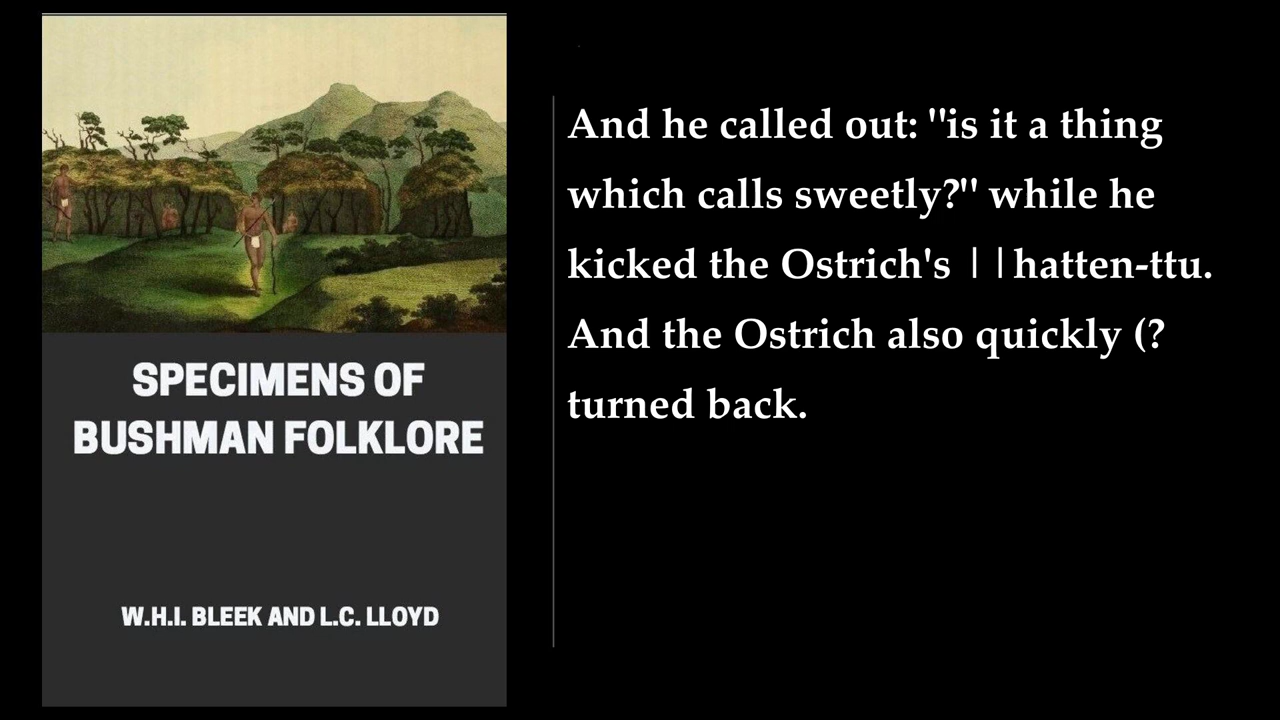 SPECIMENS OF
BUSHMAN FOLKLORE
W.H.I. BLEEK AND L.C. LLOYD
And he called out: "is it a thing
which calls sweetly?" while he
kicked the Ostrich's ||hatten-ttu.
And the Ostrich also quickly (?
turned back.